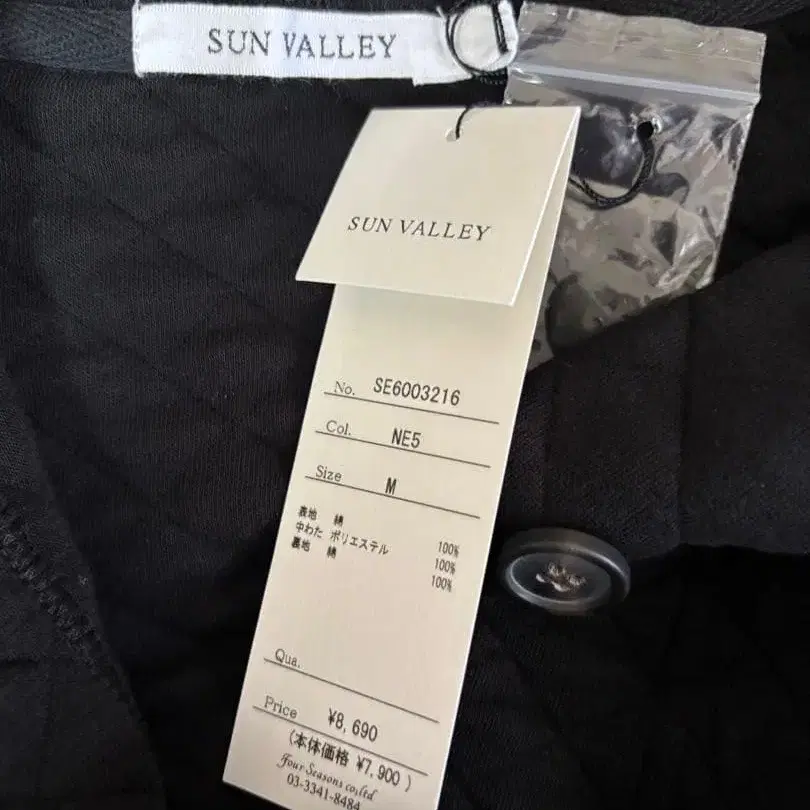 SUN VALLEY
SUN VALLEY
No. SE6003216
Col. NE5
Size M
表地 綿 100%
中わた ポリエステル 100%
裏地 綿 100%
Qua.
Price ¥8,690
(本体価格 ¥7,900)
Four Seasons co,ltd
03-3341-8484